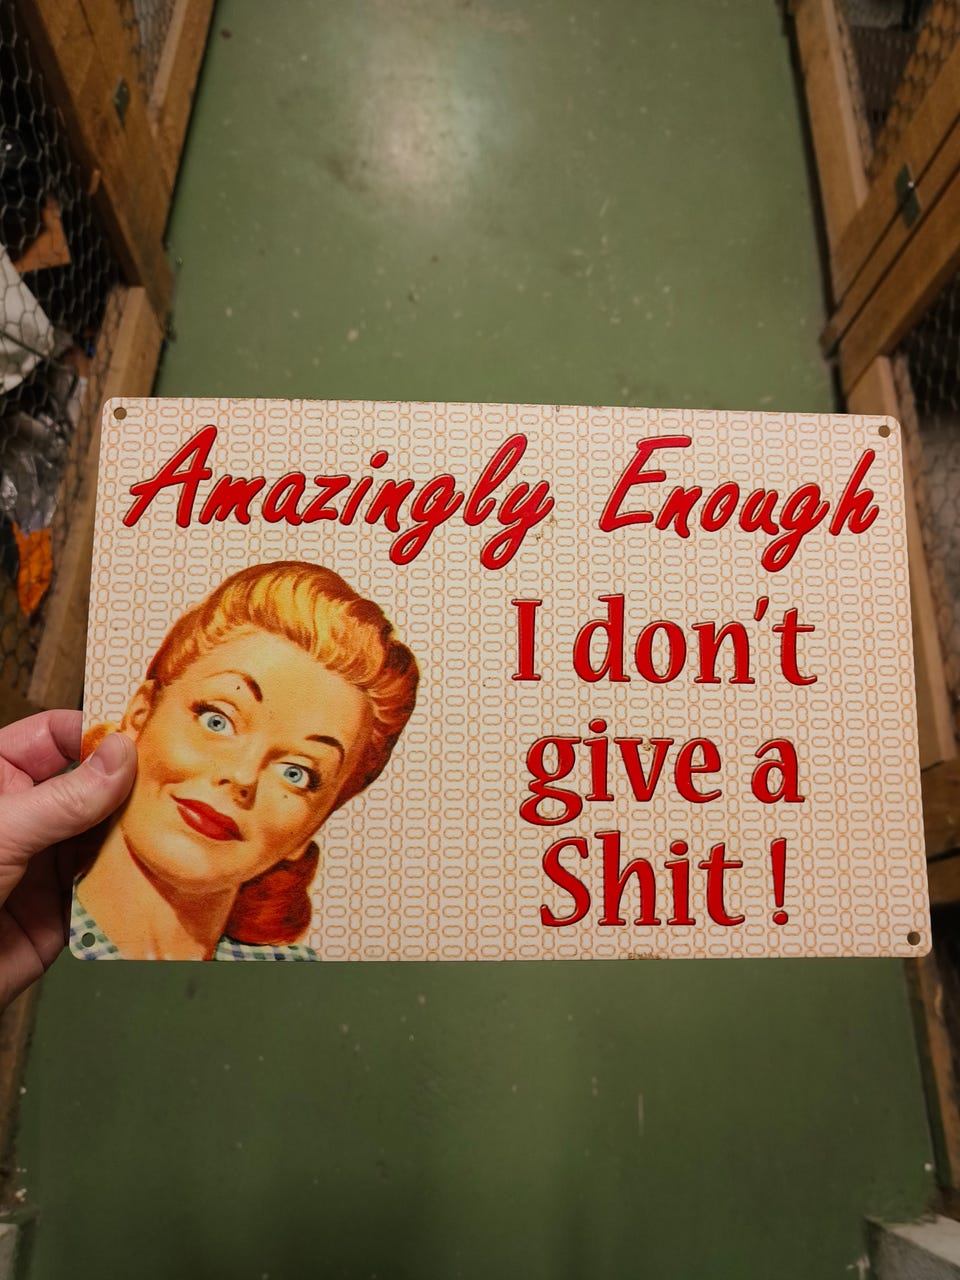 Amazingly Enough
I don't
give a
Shit!